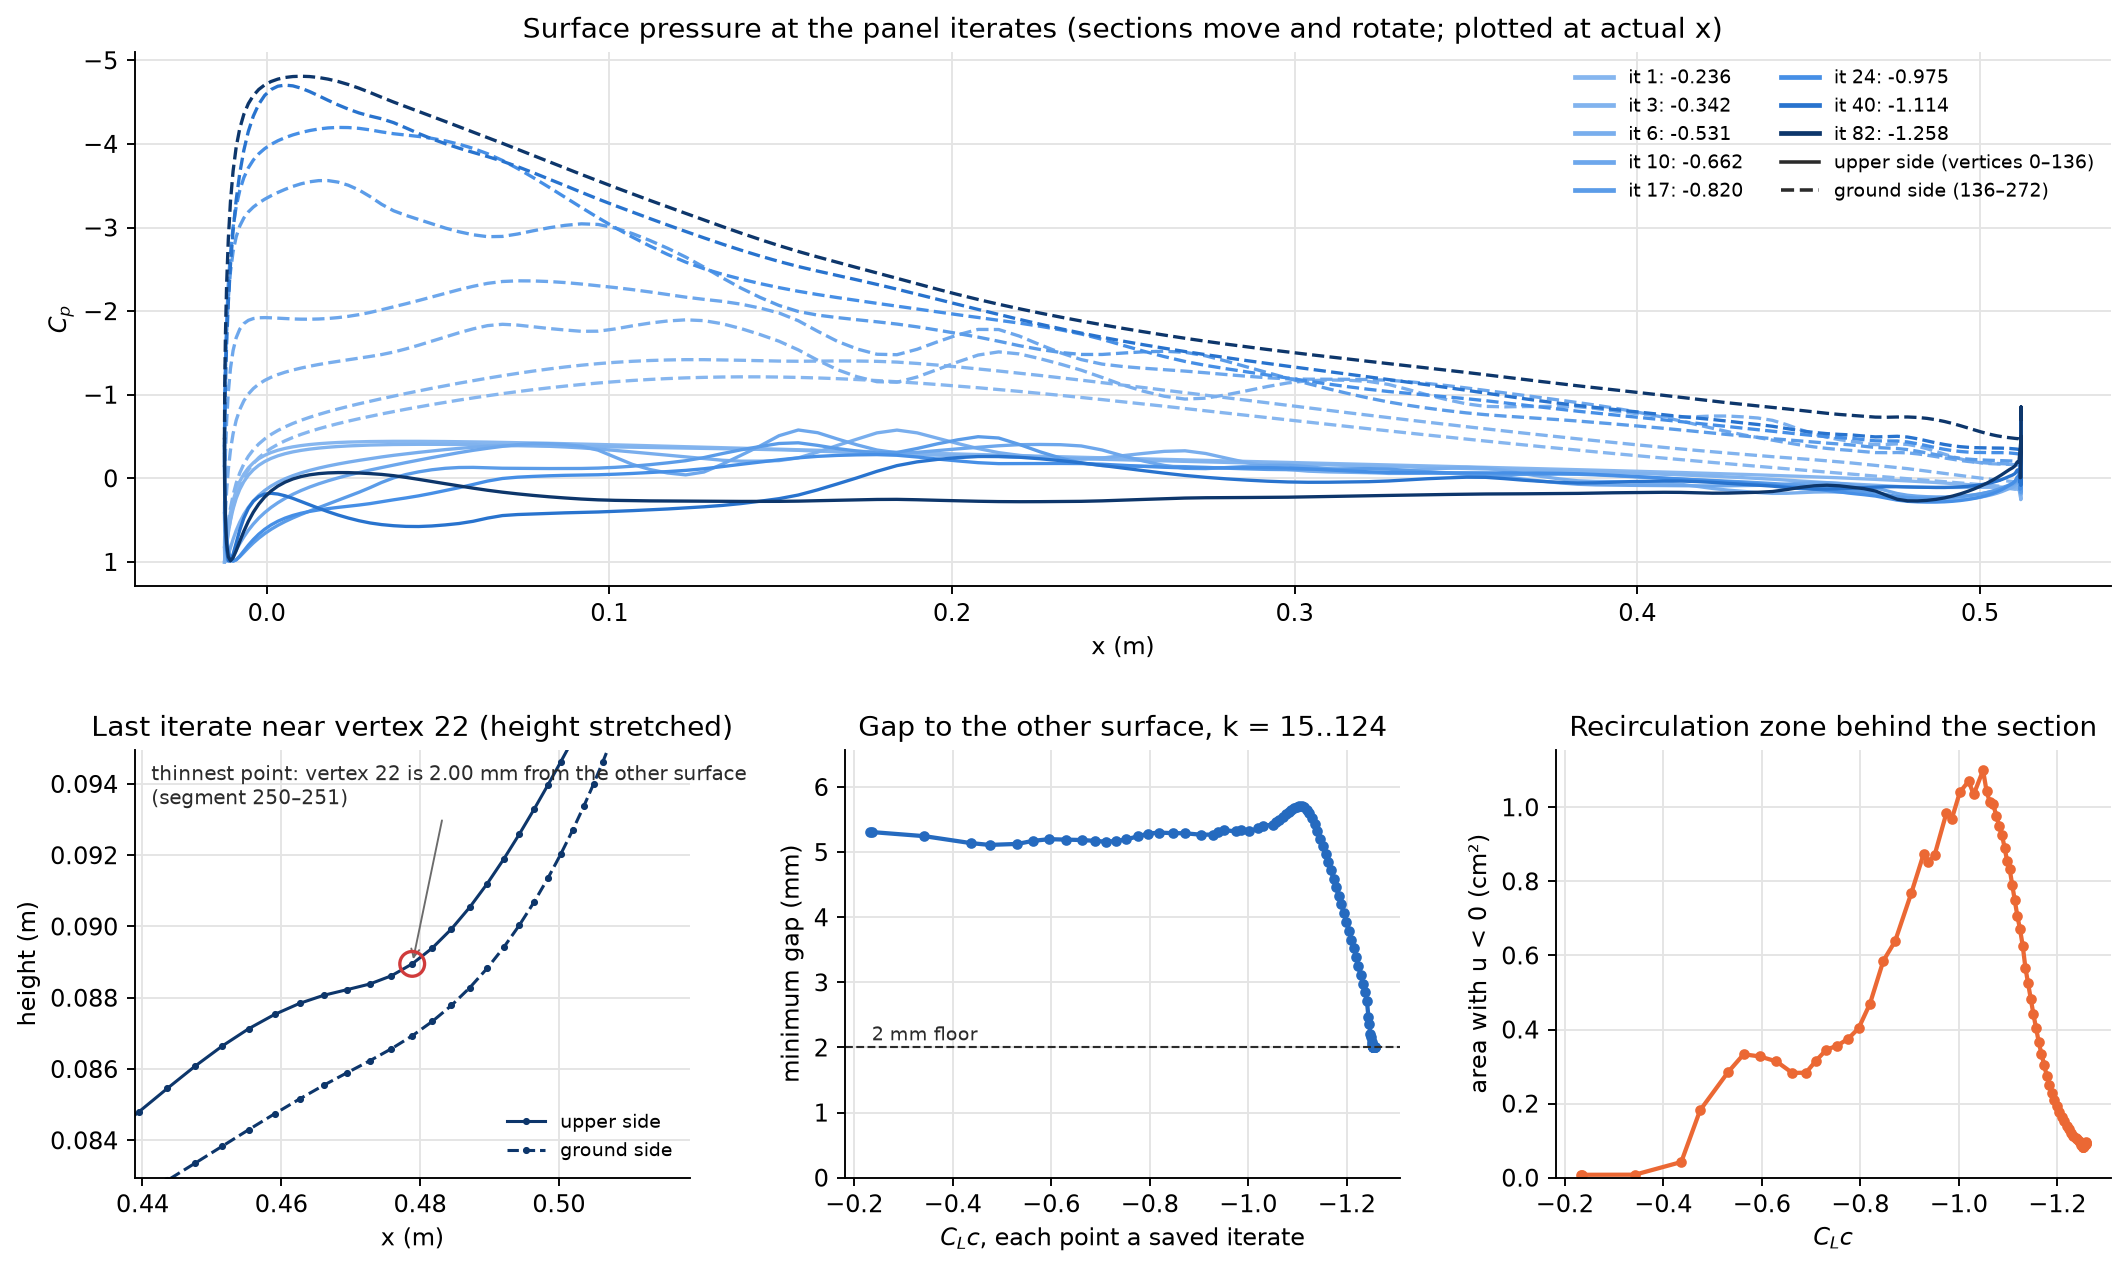 Surface pressure at the panel iterates (sections move and rotate; plotted at actual x)
−5
−4
−3
−2
−1
0
1
C_p
it 1: -0.236
it 3: -0.342
it 6: -0.531
it 10: -0.662
it 17: -0.820
it 24: -0.975
it 40: -1.114
it 82: -1.258
upper side (vertices 0–136)
ground side (136–272)
0.0 0.1 0.2 0.3 0.4 0.5
x (m)
Last iterate near vertex 22 (height stretched)
thinnest point: vertex 22 is 2.00 mm from the other surface
(segment 250–251)
0.094
0.092
0.090
0.088
0.086
0.084
height (m)
upper side
ground side
0.44 0.46 0.48 0.50
x (m)
Gap to the other surface, k = 15..124
6
5
4
3
2
1
0
minimum gap (mm)
2 mm floor
−0.2 −0.4 −0.6 −0.8 −1.0 −1.2
C_Lc, each point a saved iterate
Recirculation zone behind the section
1.0
0.8
0.6
0.4
0.2
0.0
area with u < 0 (cm²)
−0.2 −0.4 −0.6 −0.8 −1.0 −1.2
C_Lc